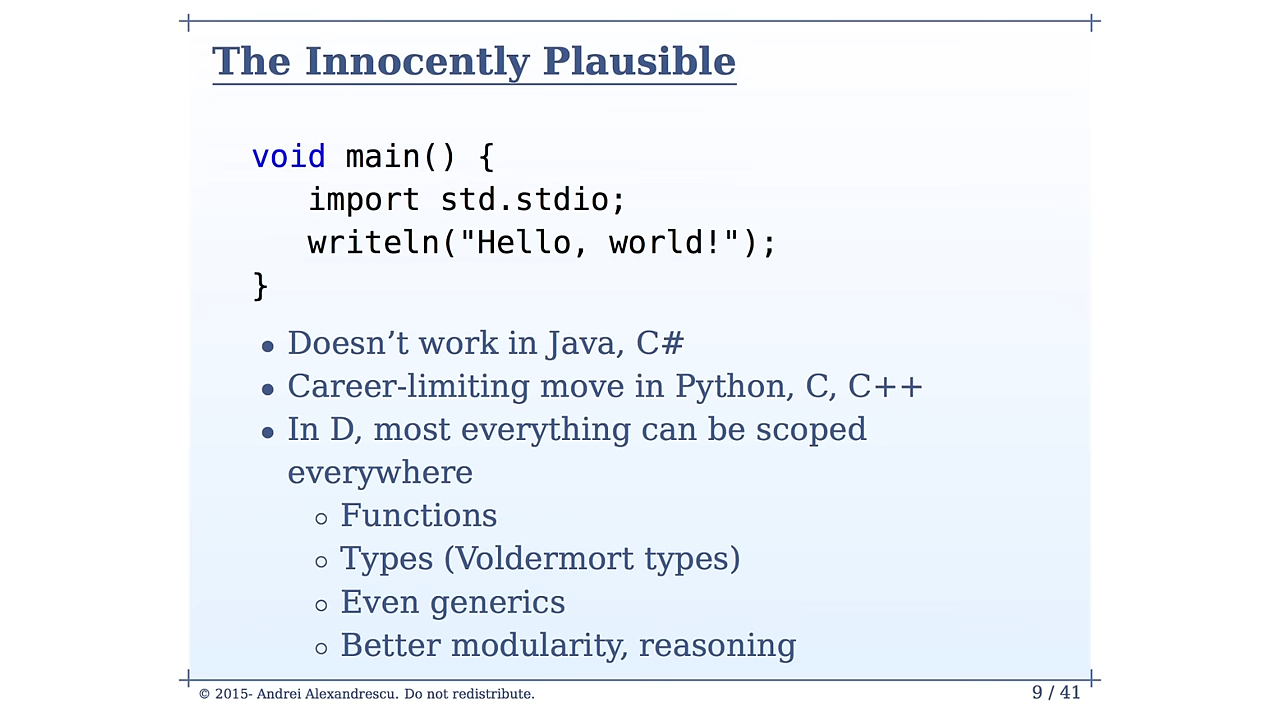 The Innocently Plausible
void main() {
import std.stdio;
writeln("Hello, world!");
}
• Doesn’t work in Java, C#
• Career-limiting move in Python, C, C++
• In D, most everything can be scoped
everywhere
◦ Functions
◦ Types (Voldermort types)
◦ Even generics
◦ Better modularity, reasoning
© 2015- Andrei Alexandrescu. Do not redistribute.
9 / 41